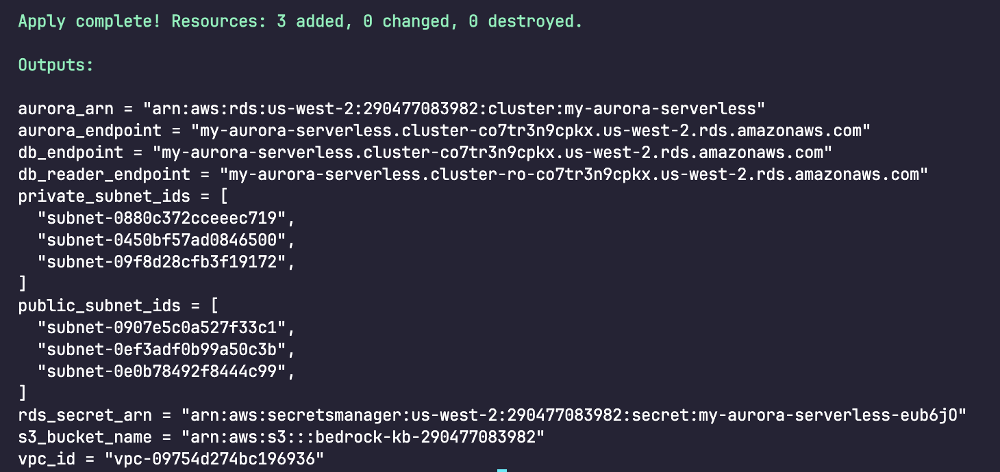 Apply complete! Resources: 3 added, 0 changed, 0 destroyed.
Outputs:
aurora_arn = "arn:aws:rds:us-west-2:290477083982:cluster:my-aurora-serverless"
aurora_endpoint = "my-aurora-serverless.cluster-co7tr3n9cpkx.us-west-2.rds.amazonaws.com"
db_endpoint = "my-aurora-serverless.cluster-co7tr3n9cpkx.us-west-2.rds.amazonaws.com"
db_reader_endpoint = "my-aurora-serverless.cluster-ro-co7tr3n9cpkx.us-west-2.rds.amazonaws.com"
private_subnet_ids = [
  "subnet-0880c372cceeec719",
  "subnet-0450bf57ad0846500",
  "subnet-09f8d28cfb3f19172",
]
public_subnet_ids = [
  "subnet-0907e5c0a527f33c1",
  "subnet-0ef3adf0b99a50c3b",
  "subnet-0e0b78492f8444c99",
]
rds_secret_arn = "arn:aws:secretsmanager:us-west-2:290477083982:secret:my-aurora-serverless-eub6jO"
s3_bucket_name = "arn:aws:s3:::bedrock-kb-290477083982"
vpc_id = "vpc-09754d274bc196936"